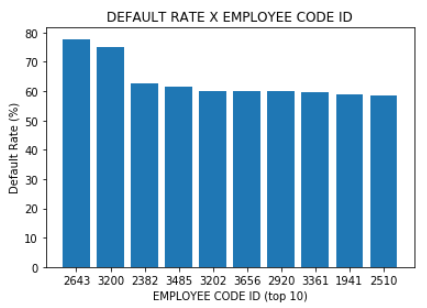 DEFAULT RATE X EMPLOYEE CODE ID
80
70
60
50
40
30
20
10
0
Default Rate (%)
2643 3200 2382 3485 3202 3656 2920 3361 1941 2510
EMPLOYEE CODE ID (top 10)